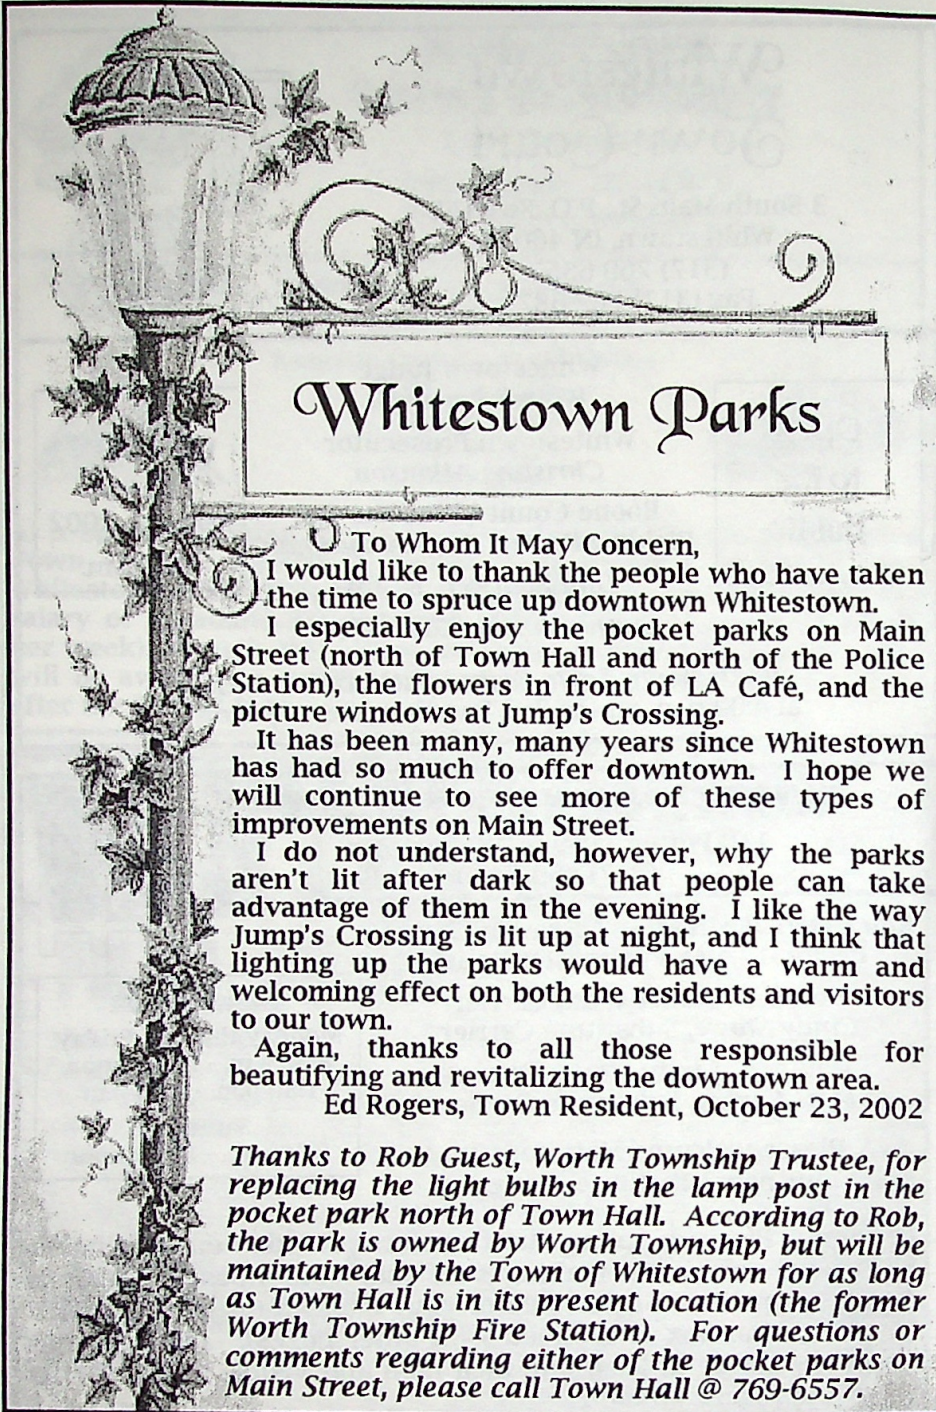 Whitestown Parks
To Whom It May Concern,
I would like to thank the people who have taken
the time to spruce up downtown Whitestown.
I especially enjoy the pocket parks on Main
Street (north of Town Hall and north of the Police
Station), the flowers in front of LA Café, and the
picture windows at Jump's Crossing.
It has been many, many years since Whitestown
has had so much to offer downtown. I hope we
will continue to see more of these types of
improvements on Main Street.
I do not understand, however, why the parks
aren't lit after dark so that people can take
advantage of them in the evening. I like the way
Jump's Crossing is lit up at night, and I think that
lighting up the parks would have a warm and
welcoming effect on both the residents and visitors
to our town.
Again, thanks to all those responsible for
beautifying and revitalizing the downtown area.
Ed Rogers, Town Resident, October 23, 2002
Thanks to Rob Guest, Worth Township Trustee, for
replacing the light bulbs in the lamp post in the
pocket park north of Town Hall. According to Rob,
the park is owned by Worth Township, but will be
maintained by the Town of Whitestown for as long
as Town Hall is in its present location (the former
Worth Township Fire Station). For questions or
comments regarding either of the pocket parks on
Main Street, please call Town Hall @ 769-6557.